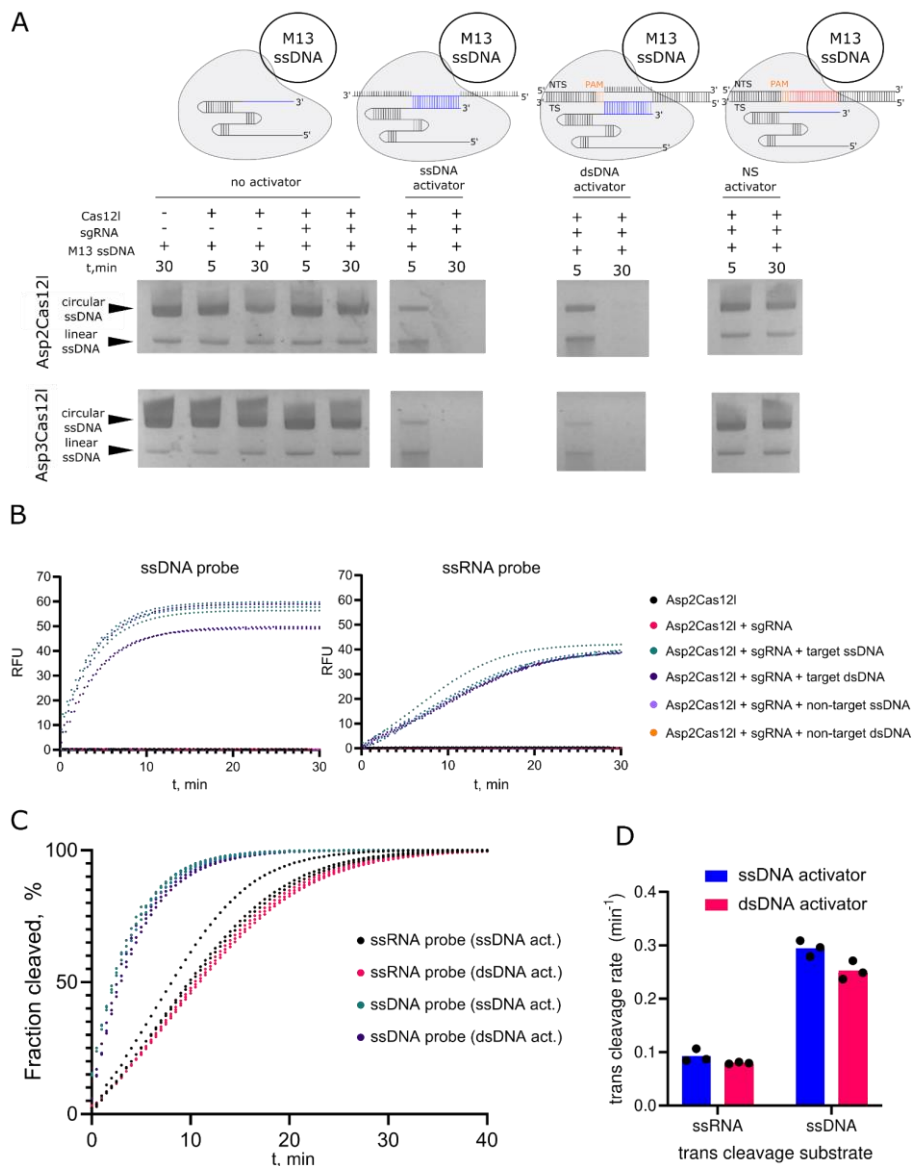 A
M13
ssDNA
M13
ssDNA
M13
ssDNA
M13
ssDNA
3'
5'
3'
5'
3'
5'
5'
3'
NTS
PAM
TS
3'
5'
3'
5'
5'
3'
NTS
PAM
TS
3'
5'
3'
5'
no activator
ssDNA
activator
dsDNA
activator
NS
activator
Cas12l - + + + + + + + + + +
sgRNA - - - + + + + + + + +
M13 ssDNA + + + + + + + + + + +
t,min 30 5 30 5 30 5 30 5 30 5 30
Asp2Cas12l
circular
ssDNA
linear
ssDNA
Asp3Cas12l
circular
ssDNA
linear
ssDNA
B
ssDNA probe
RFU
70
60
50
40
30
20
10
0
0 10 20 30
t, min
ssRNA probe
RFU
70
60
50
40
30
20
10
0
0 10 20 30
t, min
Asp2Cas12l
Asp2Cas12l + sgRNA
Asp2Cas12l + sgRNA + target ssDNA
Asp2Cas12l + sgRNA + target dsDNA
Asp2Cas12l + sgRNA + non-target ssDNA
Asp2Cas12l + sgRNA + non-target dsDNA
C
Fraction cleaved, %
100
50
0
0 10 20 30 40
t, min
ssRNA probe (ssDNA act.)
ssRNA probe (dsDNA act.)
ssDNA probe (ssDNA act.)
ssDNA probe (dsDNA act.)
D
ssDNA activator
dsDNA activator
trans cleavage rate (min⁻¹)
0.4
0.3
0.2
0.1
0
ssRNA ssDNA
trans cleavage substrate